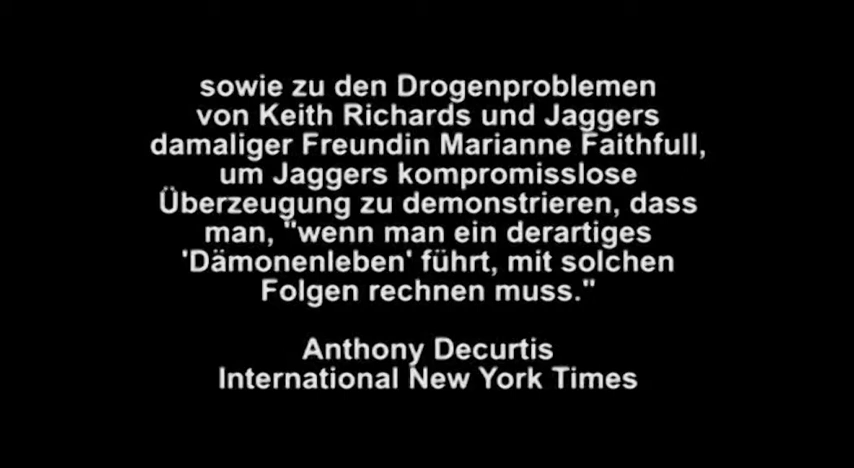 sowie zu den Drogenproblemen
von Keith Richards und Jaggers
damaliger Freundin Marianne Faithfull,
um Jaggers kompromisslose
Überzeugung zu demonstrieren, dass
man, "wenn man ein derartiges
'Dämonenleben' führt, mit solchen
Folgen rechnen muss."
Anthony Decurtis
International New York Times